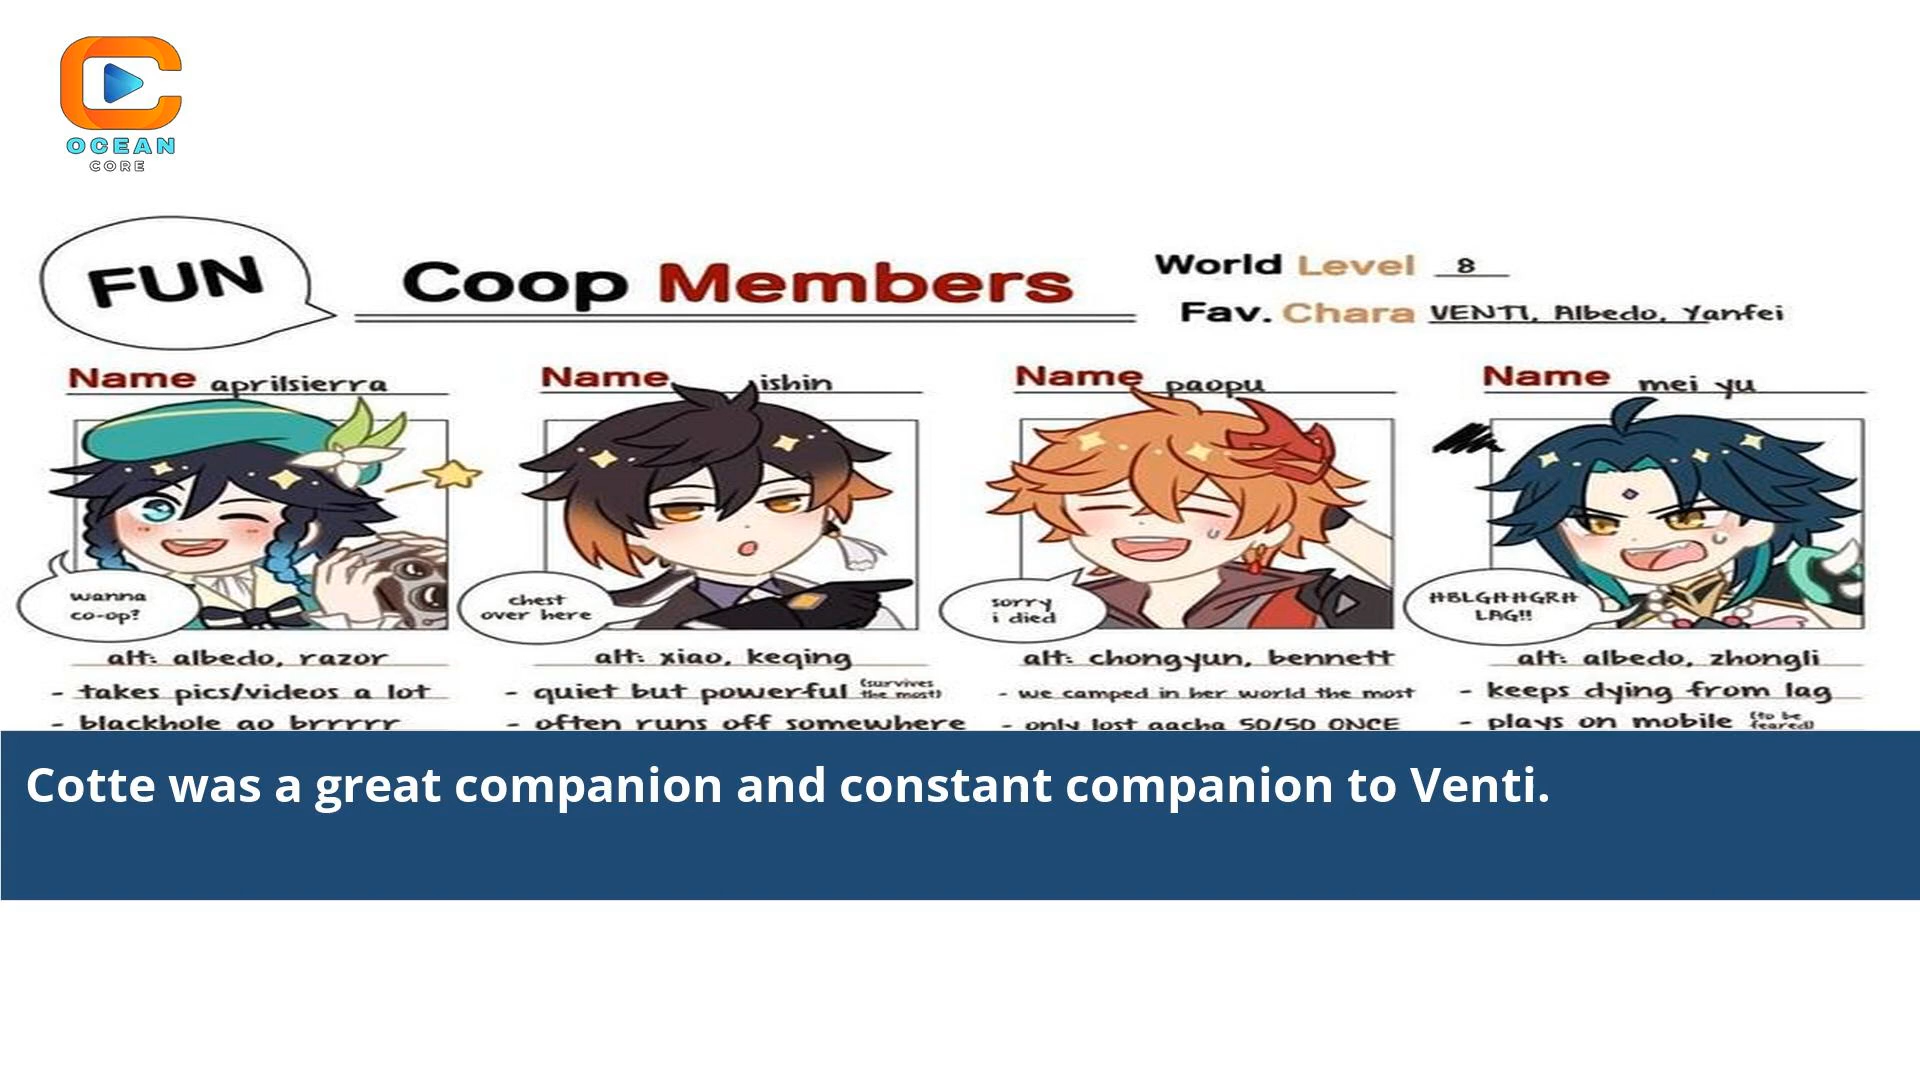 OCEAN
CORE
FUN
Coop Members
World Level 8
Fav. Chara VENTI, Albedo, Yanfei
Name aprilsierra
Name ishin
Name paopu
Name mei yu
wanna
co-op?
chest
over here
sorry
i died
#BLGH#GR#
LAG!!
alt: albedo, razor
alt: xiao, keqing
alt: chongyun, bennett
alt: albedo, zhongli
- takes pics/videos a lot
- quiet but powerful (survives the most)
- we camped in her world the most
- keeps dying from lag
- blackhole go brrrrr
- often runs off somewhere
- only lost gacha 50/50 ONCE
- plays on mobile (to be feared)
Cotte was a great companion and constant companion to Venti.